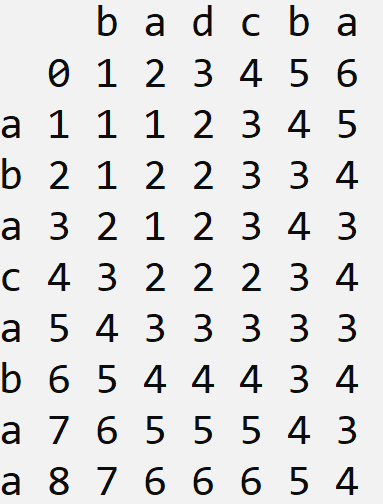 b a d c b a
0 1 2 3 4 5 6
a 1 1 1 2 3 4 5
b 2 1 2 2 3 3 4
a 3 2 1 2 3 4 3
c 4 3 2 2 2 3 4
a 5 4 3 3 3 3 3
b 6 5 4 4 4 3 4
a 7 6 5 5 5 4 3
a 8 7 6 6 6 5 4